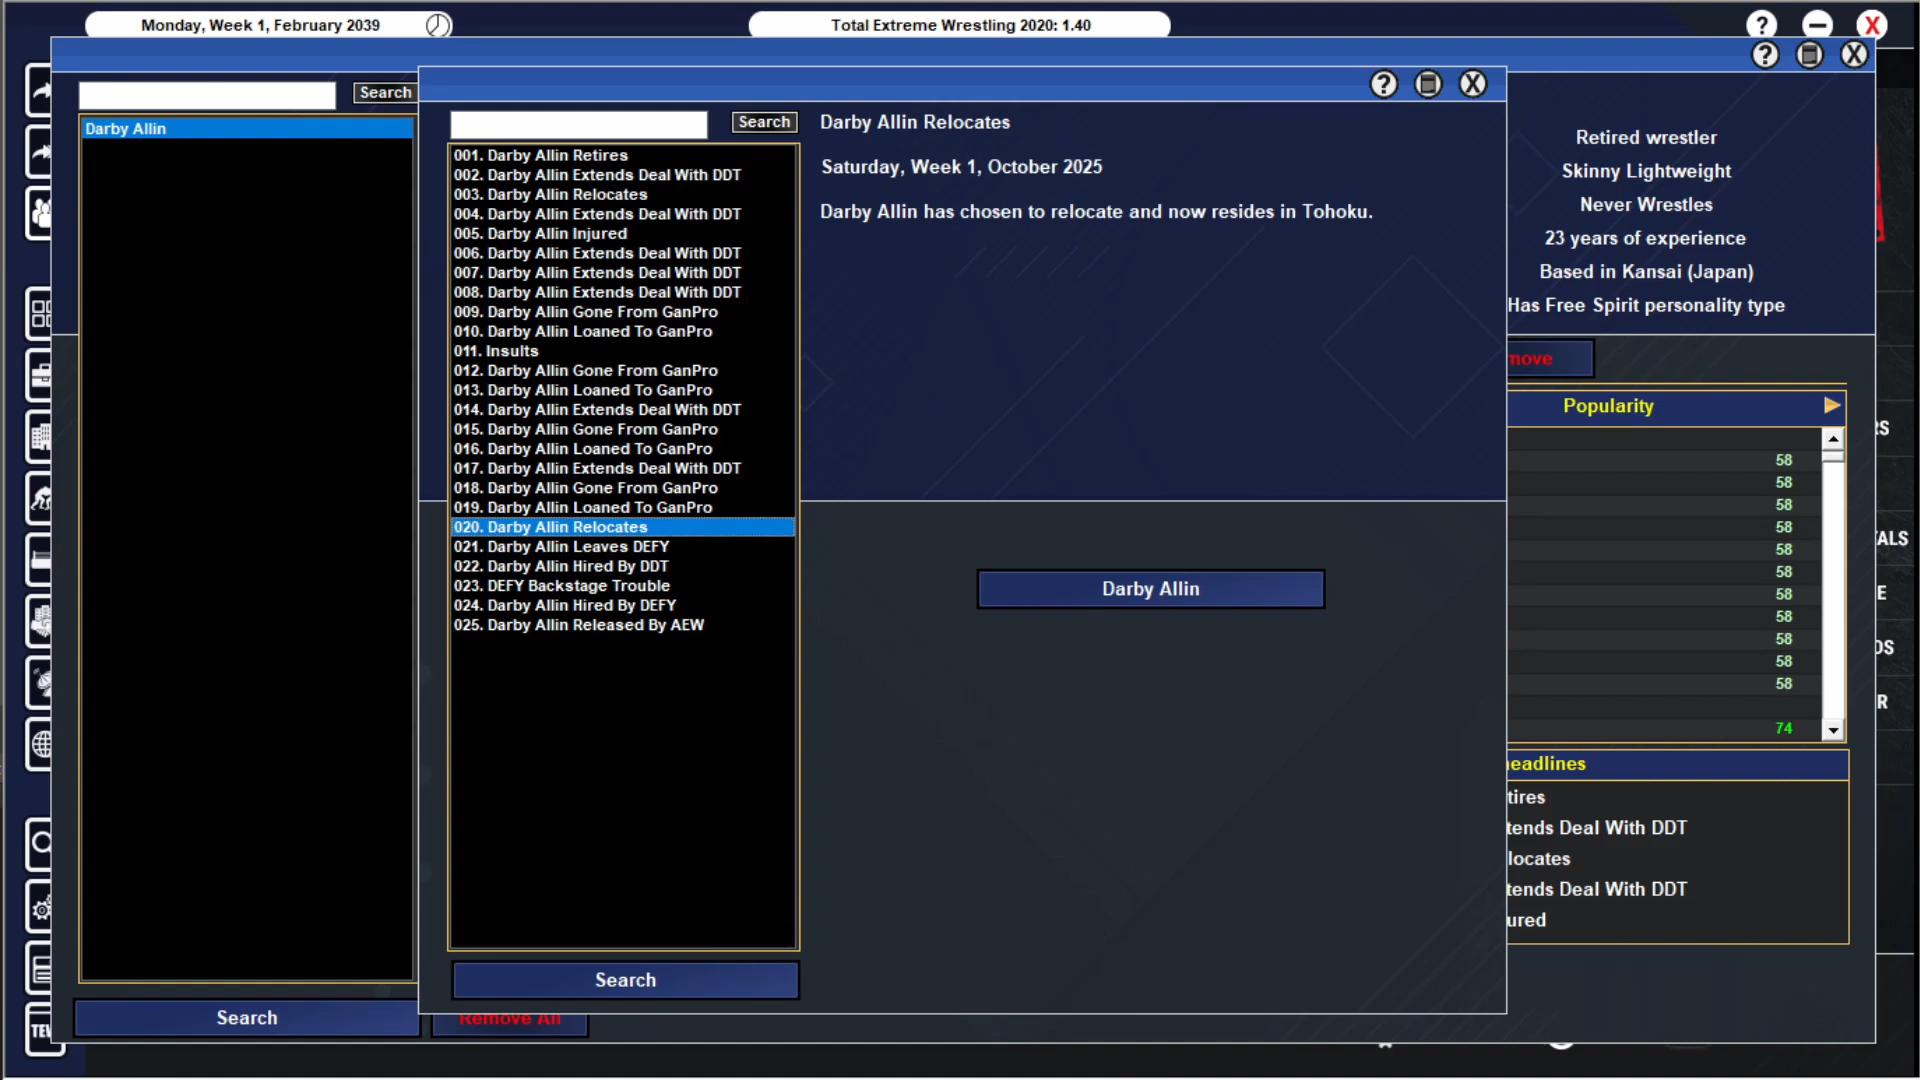 Monday, Week 1, February 2039
Total Extreme Wrestling 2020: 1.40
Search
Darby Allin
Search
Search
001. Darby Allin Retires
002. Darby Allin Extends Deal With DDT
003. Darby Allin Relocates
004. Darby Allin Extends Deal With DDT
005. Darby Allin Injured
006. Darby Allin Extends Deal With DDT
007. Darby Allin Extends Deal With DDT
008. Darby Allin Extends Deal With DDT
009. Darby Allin Gone From GanPro
010. Darby Allin Loaned To GanPro
011. Insults
012. Darby Allin Gone From GanPro
013. Darby Allin Loaned To GanPro
014. Darby Allin Extends Deal With DDT
015. Darby Allin Gone From GanPro
016. Darby Allin Loaned To GanPro
017. Darby Allin Extends Deal With DDT
018. Darby Allin Gone From GanPro
019. Darby Allin Loaned To GanPro
020. Darby Allin Relocates
021. Darby Allin Leaves DEFY
022. Darby Allin Hired By DDT
023. DEFY Backstage Trouble
024. Darby Allin Hired By DEFY
025. Darby Allin Released By AEW
Search
Remove All
Darby Allin Relocates
Saturday, Week 1, October 2025
Darby Allin has chosen to relocate and now resides in Tohoku.
Darby Allin
Retired wrestler
Skinny Lightweight
Never Wrestles
23 years of experience
Based in Kansai (Japan)
Has Free Spirit personality type
move
Popularity
58
58
58
58
58
58
58
58
58
58
58
74
eadlines
tires
tends Deal With DDT
locates
tends Deal With DDT
ured
RS
TALS
E
DS
R
TEW